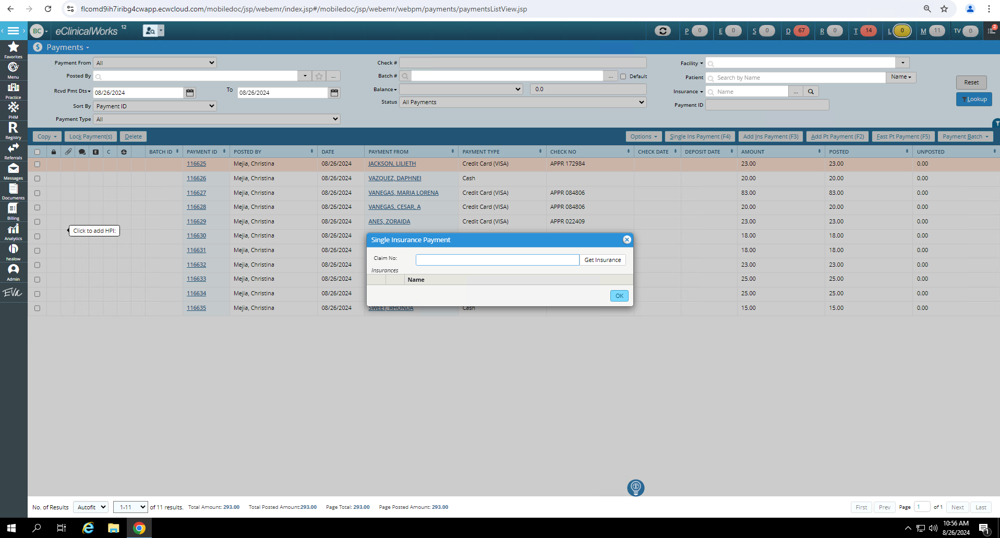 flcomd9ih7iribg4cwapp.ecwcloud.com/mobiledoc/jsp/webemr/index.jsp#/mobiledoc/jsp/webemr/webpm/payments/paymentsListView.jsp
BC eClinicalWorks 12 P 0 E 0 S 0 D 67 R 0 T 14 L 0 M 11 TV 0 2
Favorites
Menu
Practice
PHM
Registry
Referrals
Messages
Documents
Billing
Analytics
healow
Admin
EVA
$ Payments
Payment From All Check # Facility
Posted By ... Batch # ... Default Patient Search by Name Name
Rcvd Pmt Dts 08/26/2024 To 08/26/2024 Balance 0.0 Insurance Name ...
Sort By Payment ID Status All Payments Payment ID
Payment Type All
Reset
Lookup
Copy Lock Payment(s) Delete Options Single Ins Payment (F4) Add Ins Payment (F3) Add Pt Payment (F2) Fast Pt Payment (F5) Payment Batch
E C BATCH ID PAYMENT ID POSTED BY DATE PAYMENT FROM PAYMENT TYPE CHECK NO CHECK DATE DEPOSIT DATE AMOUNT POSTED UNPOSTED
116625 Mejia, Christina 08/26/2024 JACKSON, LILIETH Credit Card (VISA) APPR 172984 23.00 23.00 0.00
116626 Mejia, Christina 08/26/2024 VAZQUEZ, DAPHNEI Cash 20.00 20.00 0.00
116627 Mejia, Christina 08/26/2024 VANEGAS, MARIA LORENA Credit Card (VISA) APPR 084806 83.00 83.00 0.00
116628 Mejia, Christina 08/26/2024 VANEGAS, CESAR, A Credit Card (VISA) APPR 084806 20.00 20.00 0.00
116629 Mejia, Christina 08/26/2024 ANES, ZORAIDA Credit Card (VISA) APPR 022409 23.00 23.00 0.00
Click to add HPI:
116630 Mejia, Christina 08/26/2024 18.00 18.00 0.00
116631 Mejia, Christina 08/26/2024 18.00 18.00 0.00
116632 Mejia, Christina 08/26/2024 23.00 23.00 0.00
116633 Mejia, Christina 08/26/2024 25.00 25.00 0.00
116634 Mejia, Christina 08/26/2024 25.00 25.00 0.00
116635 Mejia, Christina 08/26/2024 SWEET, RHONDA Cash 15.00 15.00 0.00
Single Insurance Payment
Claim No: Get Insurance
Insurances
Name
OK
No. of Results Autofit 1-11 of 11 results. Total Amount: 293.00 Total Posted Amount:293.00 Page Total: 293.00 Page Posted Amount: 293.00 First Prev Page 1 of 1 Next Last
10:56 AM
8/26/2024 1